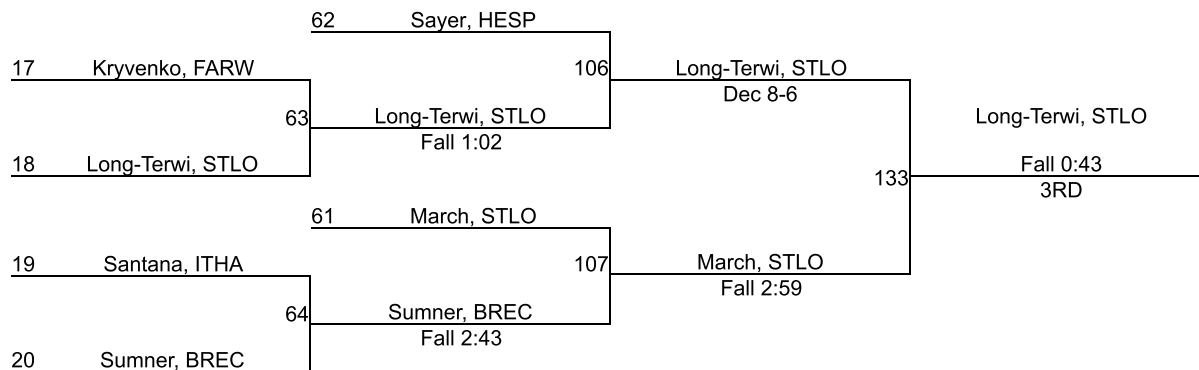 62 Sayer, HESP
17 Kryvenko, FARW
106 Long-Terwi, STLO
Dec 8-6
63 Long-Terwi, STLO
Fall 1:02
Long-Terwi, STLO
18 Long-Terwi, STLO
133 Fall 0:43
3RD
61 March, STLO
19 Santana, ITHA
107 March, STLO
Fall 2:59
64 Sumner, BREC
Fall 2:43
20 Sumner, BREC